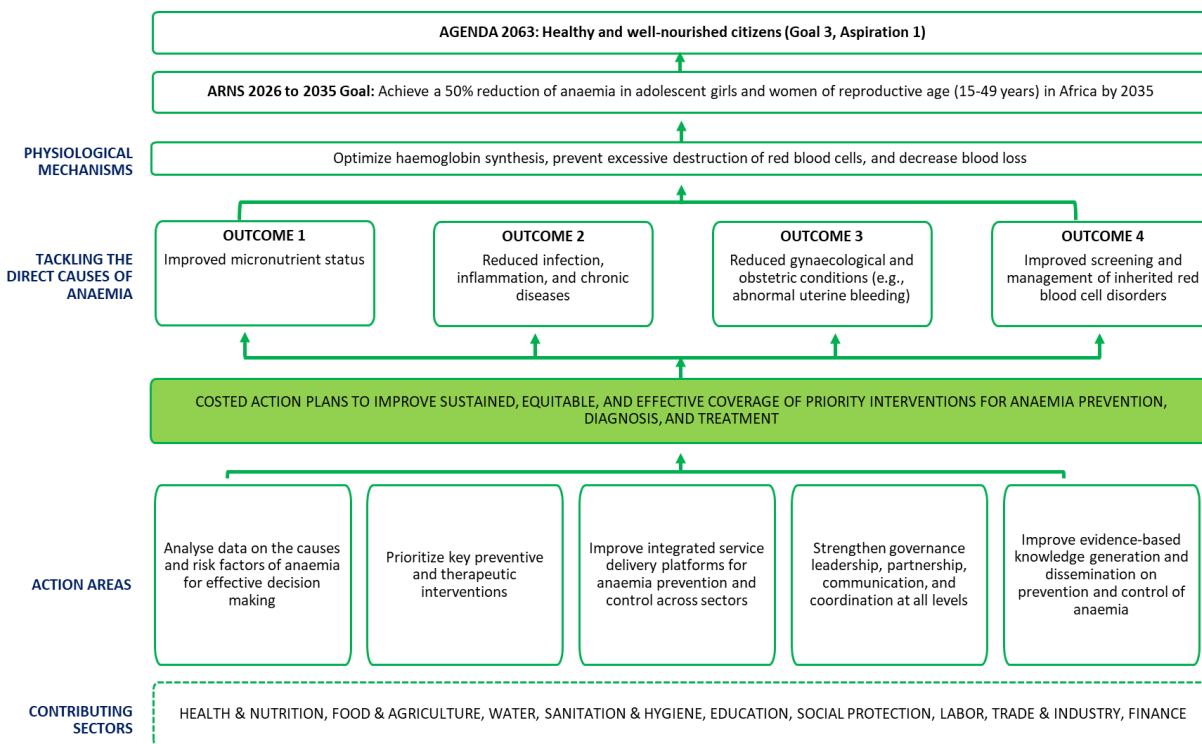 AGENDA 2063: Healthy and well-nourished citizens (Goal 3, Aspiration 1)
ARNS 2026 to 2035 Goal: Achieve a 50% reduction of anaemia in adolescent girls and women of reproductive age (15-49 years) in Africa by 2035
PHYSIOLOGICAL
MECHANISMS
Optimize haemoglobin synthesis, prevent excessive destruction of red blood cells, and decrease blood loss
TACKLING THE
DIRECT CAUSES OF
ANAEMIA
OUTCOME 1
Improved micronutrient status
OUTCOME 2
Reduced infection,
inflammation, and chronic
diseases
OUTCOME 3
Reduced gynaecological and
obstetric conditions (e.g.,
abnormal uterine bleeding)
OUTCOME 4
Improved screening and
management of inherited red
blood cell disorders
COSTED ACTION PLANS TO IMPROVE SUSTAINED, EQUITABLE, AND EFFECTIVE COVERAGE OF PRIORITY INTERVENTIONS FOR ANAEMIA PREVENTION,
DIAGNOSIS, AND TREATMENT
ACTION AREAS
Analyse data on the causes
and risk factors of anaemia
for effective decision
making
Prioritize key preventive
and therapeutic
interventions
Improve integrated service
delivery platforms for
anaemia prevention and
control across sectors
Strengthen governance
leadership, partnership,
communication, and
coordination at all levels
Improve evidence-based
knowledge generation and
dissemination on
prevention and control of
anaemia
CONTRIBUTING
SECTORS
HEALTH & NUTRITION, FOOD & AGRICULTURE, WATER, SANITATION & HYGIENE, EDUCATION, SOCIAL PROTECTION, LABOR, TRADE & INDUSTRY, FINANCE